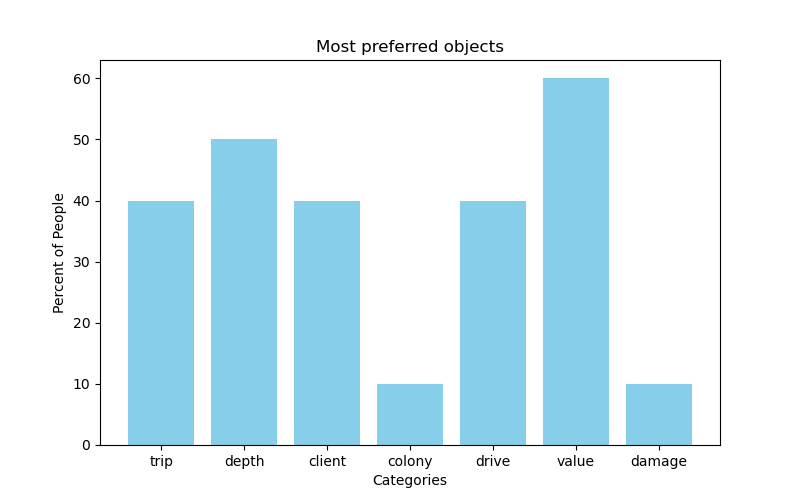 Most preferred objects
60
50
40
30
20
10
0
Percent of People
trip depth client colony drive value damage
Categories